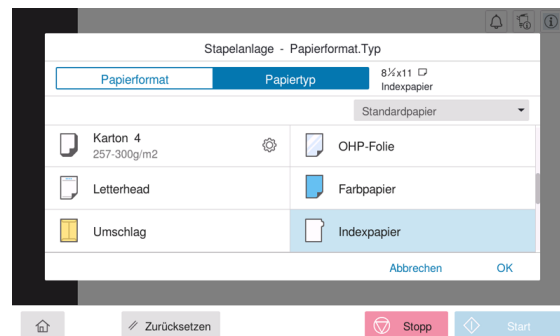 Stapelanlage - Papierformat.Typ
Papierformat
Papiertyp
8½x11
Indexpapier
Standardpapier
Karton 4
257-300g/m2
OHP-Folie
Letterhead
Farbpapier
Umschlag
Indexpapier
Abbrechen
OK
Zurücksetzen
Stopp
Start